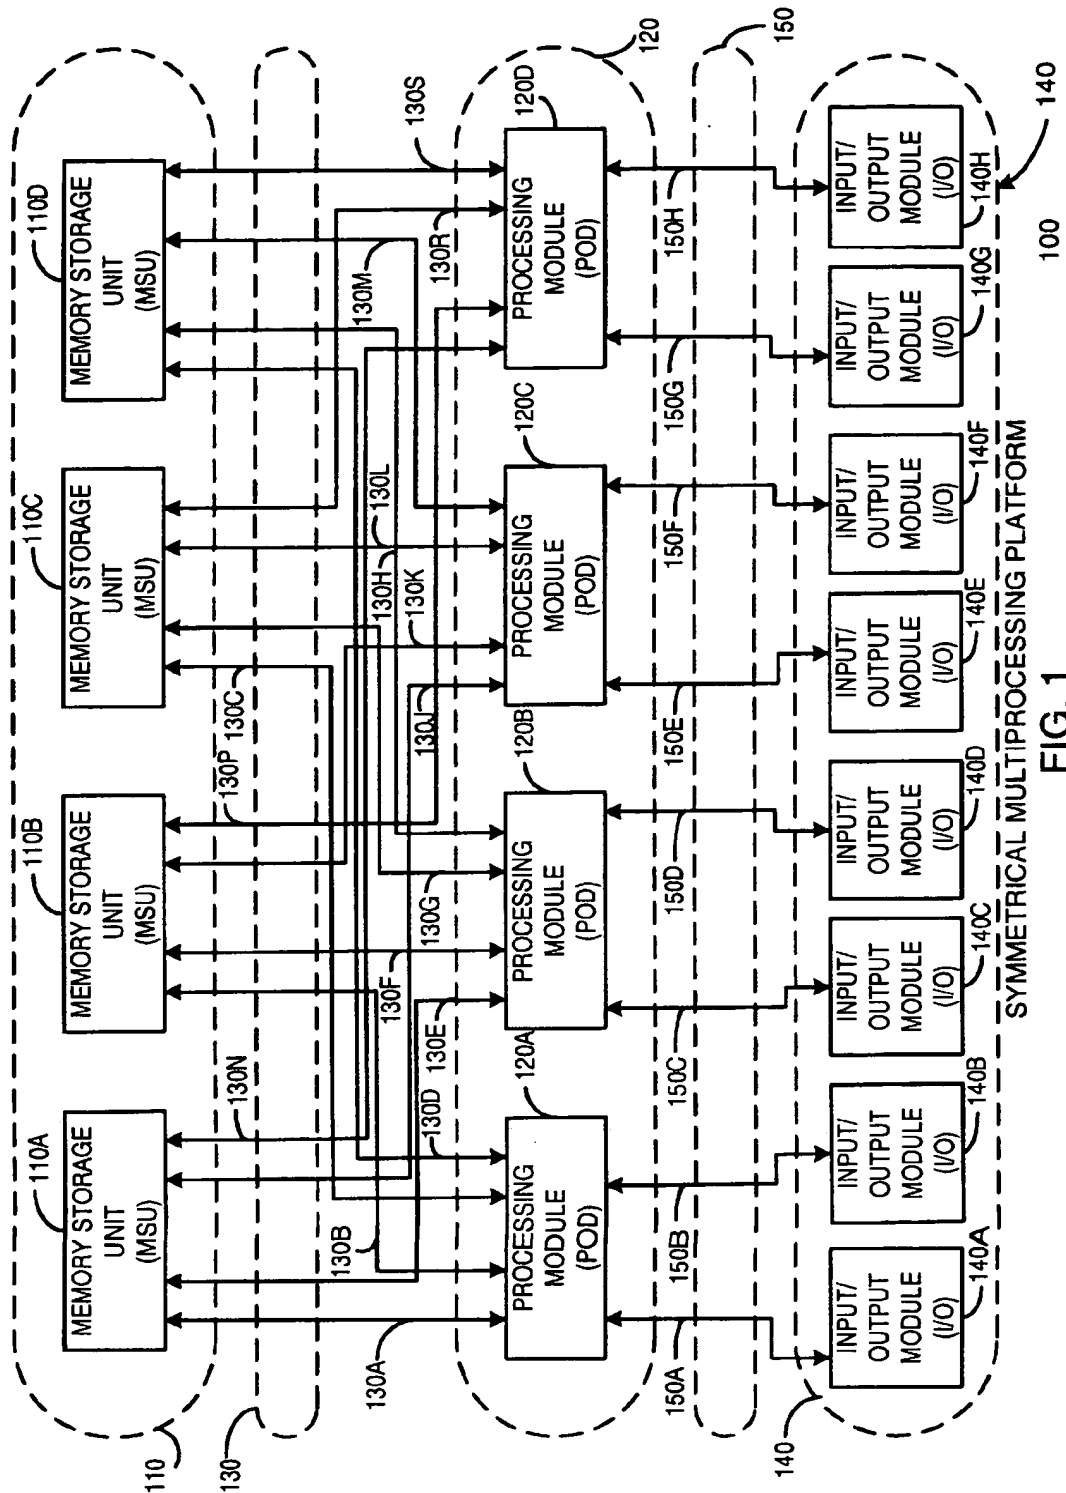 110
110A
110B
110C
110D
MEMORY STORAGE
UNIT
(MSU)
MEMORY STORAGE
UNIT
(MSU)
MEMORY STORAGE
UNIT
(MSU)
MEMORY STORAGE
UNIT
(MSU)
130
130N
130P
130C
130B
130A
130D
130E
130F
130G
130J
130K
130H
130L
130M
130R
130S
120A
120B
120C
120D
120
PROCESSING
MODULE
(POD)
PROCESSING
MODULE
(POD)
PROCESSING
MODULE
(POD)
PROCESSING
MODULE
(POD)
150A
150B
150C
150D
150E
150F
150G
150H
150
140
INPUT/
OUTPUT
MODULE
(I/O)
140A
INPUT/
OUTPUT
MODULE
(I/O)
140B
INPUT/
OUTPUT
MODULE
(I/O)
140C
INPUT/
OUTPUT
MODULE
(I/O)
140D
INPUT/
OUTPUT
MODULE
(I/O)
140E
INPUT/
OUTPUT
MODULE
(I/O)
140F
INPUT/
OUTPUT
MODULE
(I/O)
140G
INPUT/
OUTPUT
MODULE
(I/O)
140H
140
SYMMETRICAL MULTIPROCESSING PLATFORM
100
FIG. 1